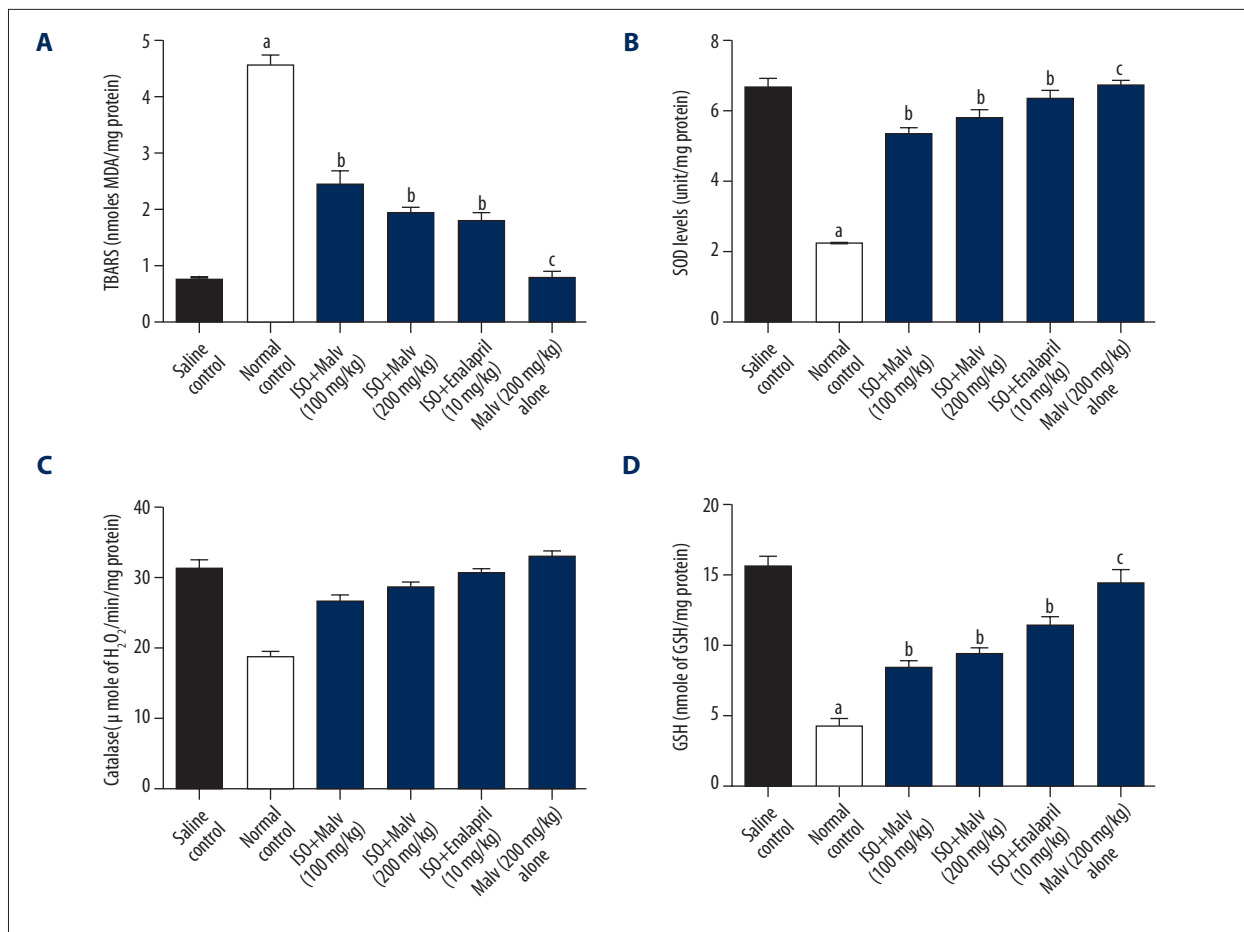 A
TBARS (nmoles MDA/mg protein)
5
4
3
2
1
0
a
b
b
b
c
Saline
control
Normal
control
ISO+Malv
(100 mg/kg)
ISO+Malv
(200 mg/kg)
ISO+Enalapril
(10 mg/kg)
Malv (200 mg/kg)
alone
B
SOD levels (unit/mg protein)
8
6
4
2
0
a
b
b
b
c
Saline
control
Normal
control
ISO+Malv
(100 mg/kg)
ISO+Malv
(200 mg/kg)
ISO+Enalapril
(10 mg/kg)
Malv (200 mg/kg)
alone
C
Catalase( µ mole of H₂O₂/min/mg protein)
40
30
20
10
0
Saline
control
Normal
control
ISO+Malv
(100 mg/kg)
ISO+Malv
(200 mg/kg)
ISO+Enalapril
(10 mg/kg)
Malv (200 mg/kg)
alone
D
GSH (nmole of GSH/mg protein)
20
15
10
5
0
a
b
b
b
c
Saline
control
Normal
control
ISO+Malv
(100 mg/kg)
ISO+Malv
(200 mg/kg)
ISO+Enalapril
(10 mg/kg)
Malv (200 mg/kg)
alone